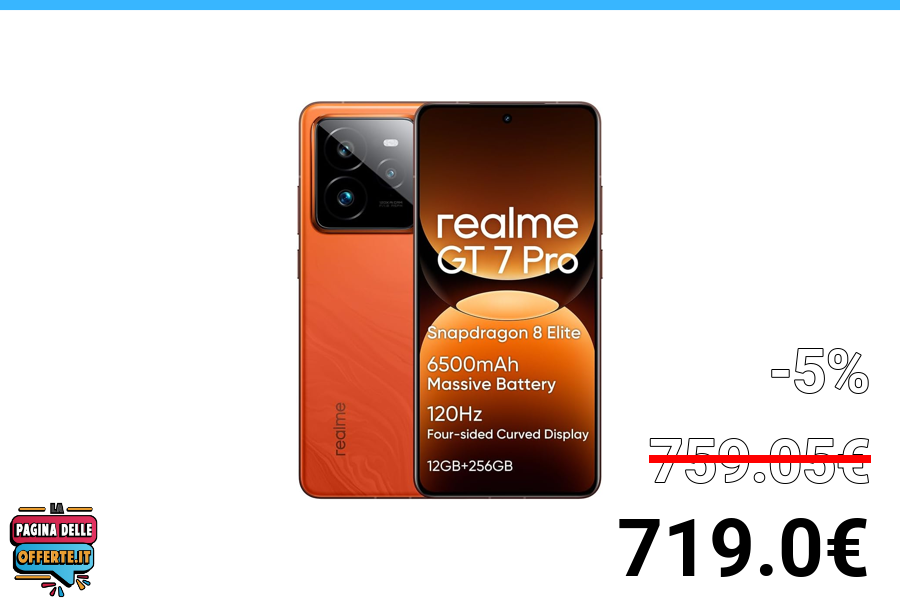 realme
GT 7 Pro
Snapdragon 8 Elite
6500mAh
Massive Battery
120Hz
Four-sided Curved Display
12GB+256GB
realme
-5%
759.05€
719.0€
LA
PAGINA DELLE
OFFERTE.IT